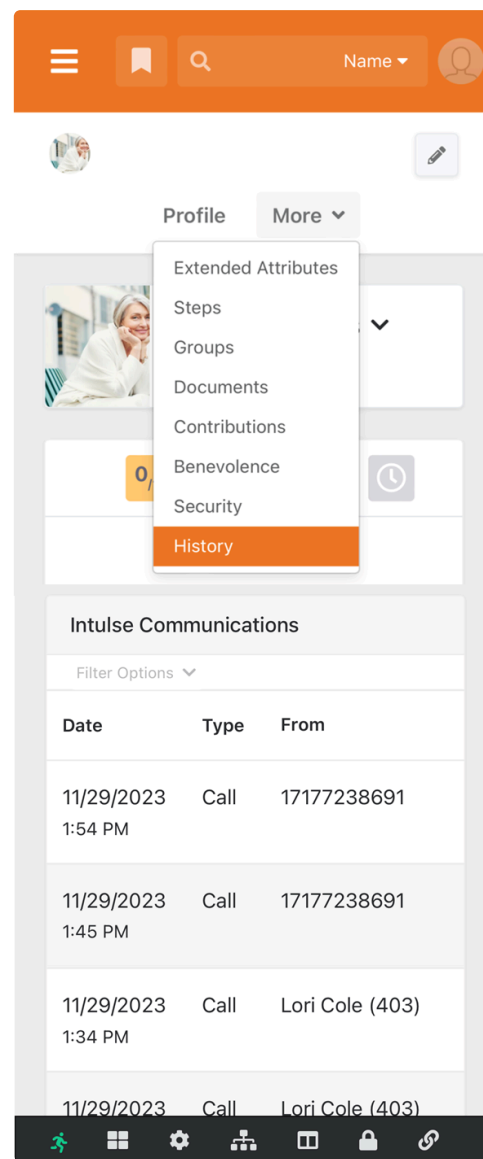 Name
Profile More
Extended Attributes
Steps
Groups
Documents
Contributions
0/
Benevolence
Security
History
Intulse Communications
Filter Options
Date Type From
11/29/2023 Call 17177238691
1:54 PM
11/29/2023 Call 17177238691
1:45 PM
11/29/2023 Call Lori Cole (403)
1:34 PM
11/29/2023 Call Lori Cole (403)